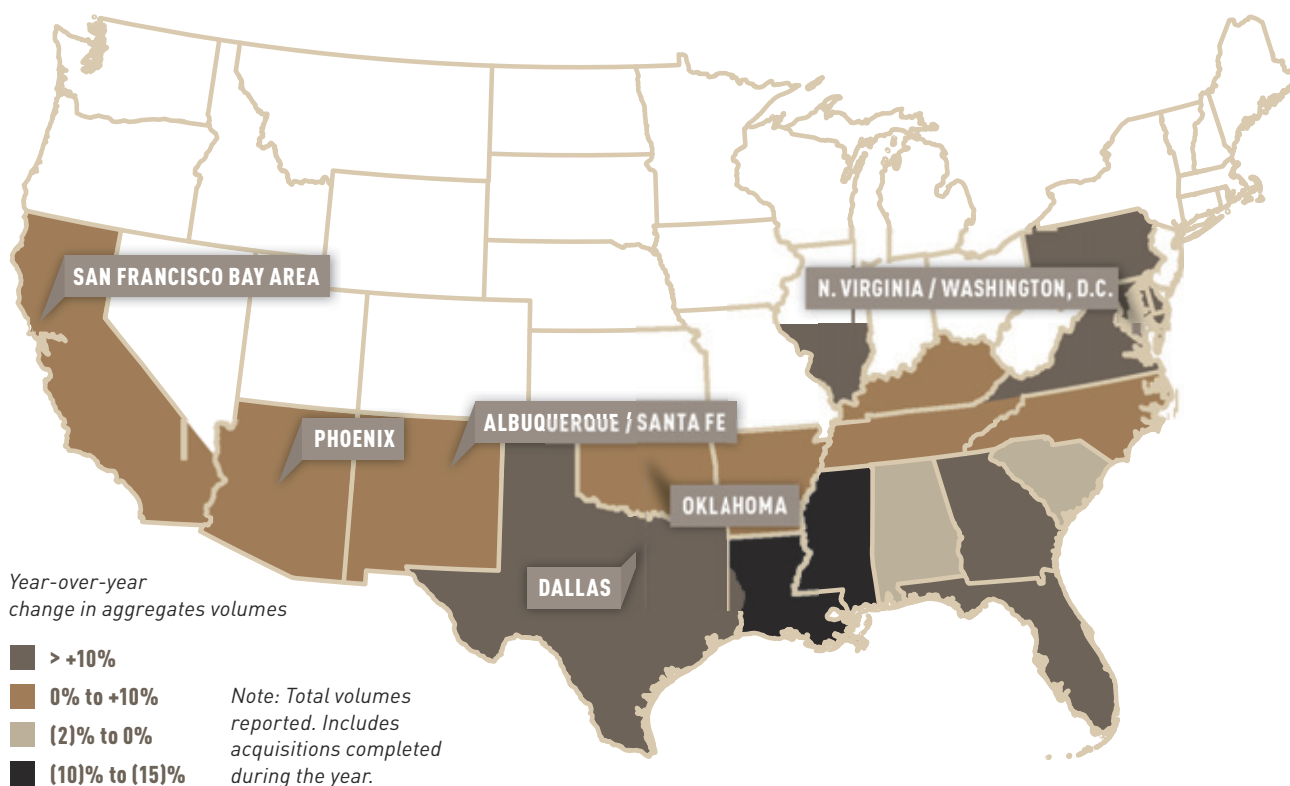 SAN FRANCISCO BAY AREA
N. VIRGINIA / WASHINGTON, D.C.
PHOENIX
ALBUQUERQUE / SANTA FE
OKLAHOMA
DALLAS
Year-over-year
change in aggregates volumes
> +10%
0% to +10%
(2)% to 0%
(10)% to (15)%
Note: Total volumes
reported. Includes
acquisitions completed
during the year.